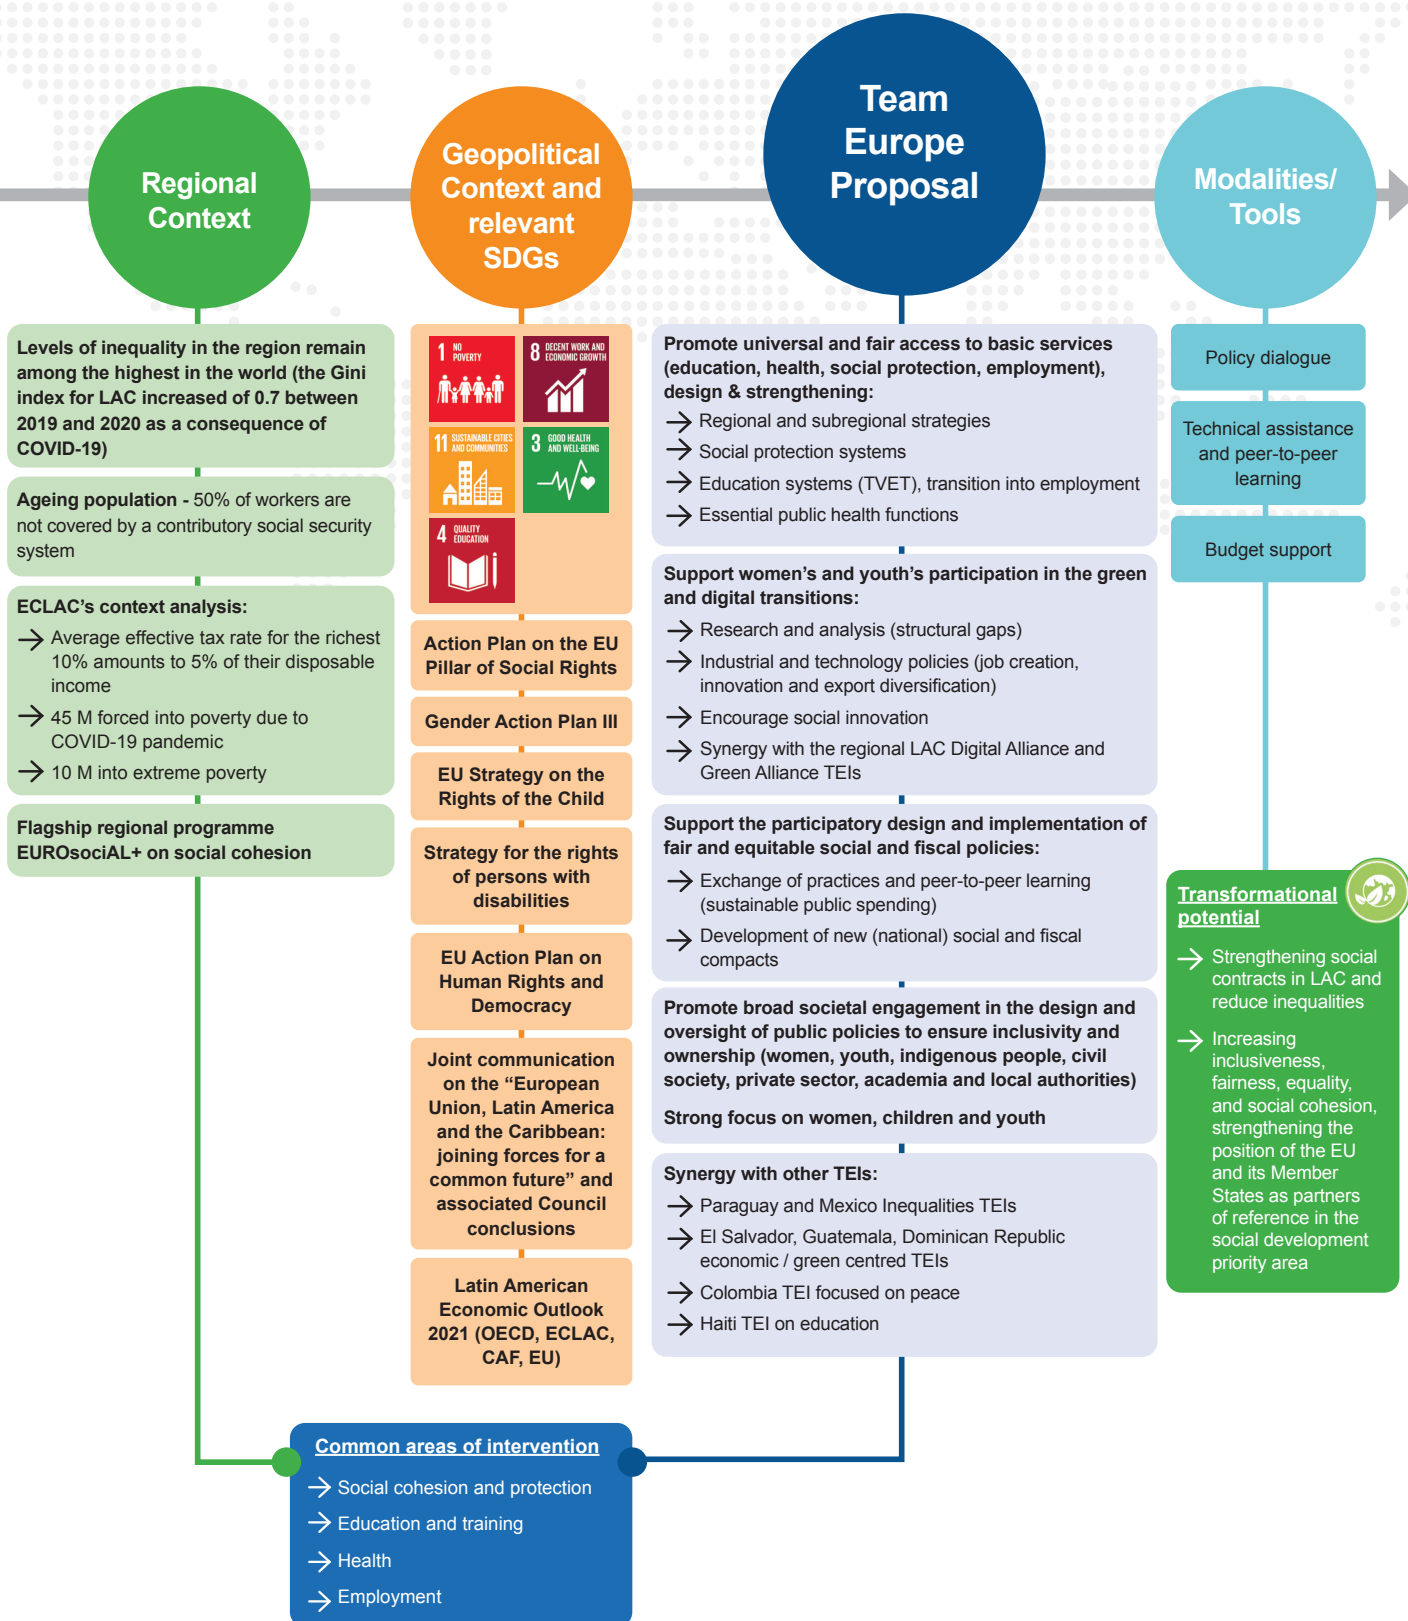 Regional
Context
Geopolitical
Context and
relevant
SDGs
Team
Europe
Proposal
Modalities/
Tools
Levels of inequality in the region remain
among the highest in the world (the Gini
index for LAC increased of 0.7 between
2019 and 2020 as a consequence of
COVID-19)
Ageing population - 50% of workers are
not covered by a contributory social security
system
ECLAC's context analysis:
Average effective tax rate for the richest
10% amounts to 5% of their disposable
income
45 M forced into poverty due to
COVID-19 pandemic
10 M into extreme poverty
Flagship regional programme
EUROsociAL+ on social cohesion
1 NO
POVERTY
8 DECENT WORK AND
ECONOMIC GROWTH
11 SUSTAINABLE CITIES
AND COMMUNITIES
3 GOOD HEALTH
AND WELL-BEING
4 QUALITY
EDUCATION
Action Plan on the EU
Pillar of Social Rights
Gender Action Plan III
EU Strategy on the
Rights of the Child
Strategy for the rights
of persons with
disabilities
EU Action Plan on
Human Rights and
Democracy
Joint communication
on the “European
Union, Latin America
and the Caribbean:
joining forces for a
common future” and
associated Council
conclusions
Latin American
Economic Outlook
2021 (OECD, ECLAC,
CAF, EU)
Promote universal and fair access to basic services
(education, health, social protection, employment),
design & strengthening:
Regional and subregional strategies
Social protection systems
Education systems (TVET), transition into employment
Essential public health functions
Support women’s and youth’s participation in the green
and digital transitions:
Research and analysis (structural gaps)
Industrial and technology policies (job creation,
innovation and export diversification)
Encourage social innovation
Synergy with the regional LAC Digital Alliance and
Green Alliance TEIs
Support the participatory design and implementation of
fair and equitable social and fiscal policies:
Exchange of practices and peer-to-peer learning
(sustainable public spending)
Development of new (national) social and fiscal
compacts
Promote broad societal engagement in the design and
oversight of public policies to ensure inclusivity and
ownership (women, youth, indigenous people, civil
society, private sector, academia and local authorities)
Strong focus on women, children and youth
Synergy with other TEIs:
Paraguay and Mexico Inequalities TEIs
El Salvador, Guatemala, Dominican Republic
economic / green centred TEIs
Colombia TEI focused on peace
Haiti TEI on education
Policy dialogue
Technical assistance
and peer-to-peer
learning
Budget support
Transformational
potential
Strengthening social
contracts in LAC and
reduce inequalities
Increasing
inclusiveness,
fairness, equality,
and social cohesion,
strengthening the
position of the EU
and its Member
States as partners
of reference in the
social development
priority area
Common areas of intervention
Social cohesion and protection
Education and training
Health
Employment